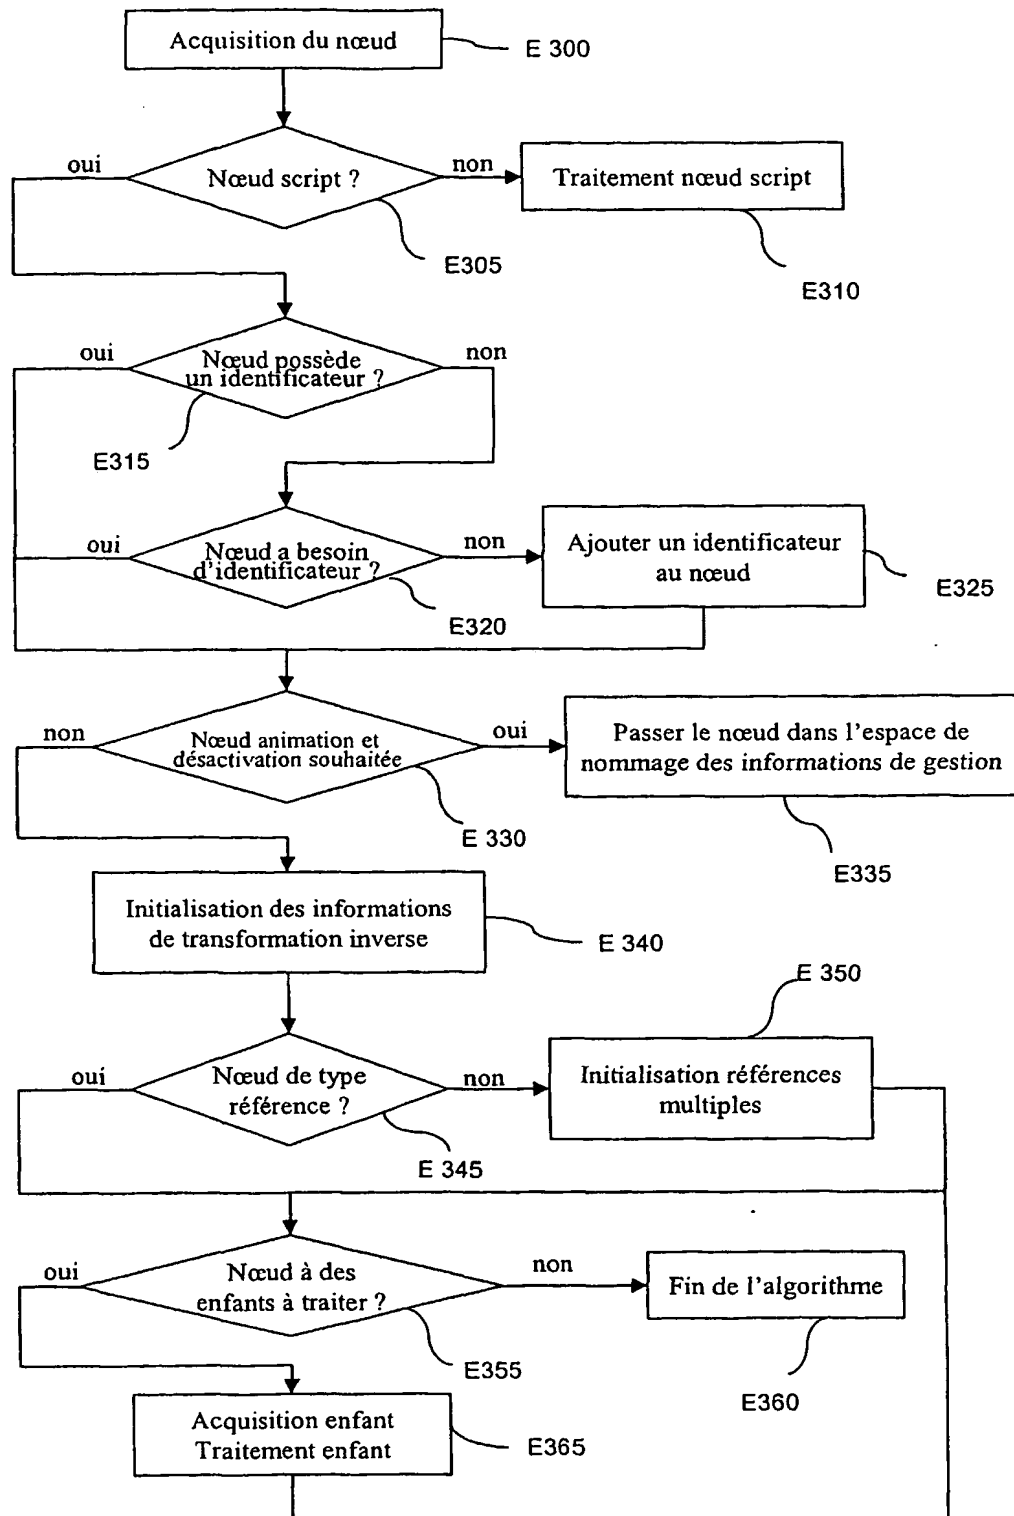 Acquisition du nœud
E 300
oui
Nœud script ?
non
Traitement nœud script
E305
E310
oui
Nœud possède
un identificateur ?
non
E315
oui
Nœud a besoin
d'identificateur ?
non
Ajouter un identificateur
au nœud
E325
E320
non
Nœud animation et
désactivation souhaitée
oui
Passer le nœud dans l'espace de
nommage des informations de gestion
E 330
E335
Initialisation des informations
de transformation inverse
E 340
E 350
oui
Nœud de type
référence ?
non
Initialisation références
multiples
E 345
oui
Nœud à des
enfants à traiter ?
non
Fin de l'algorithme
E355
E360
Acquisition enfant
Traitement enfant
E365